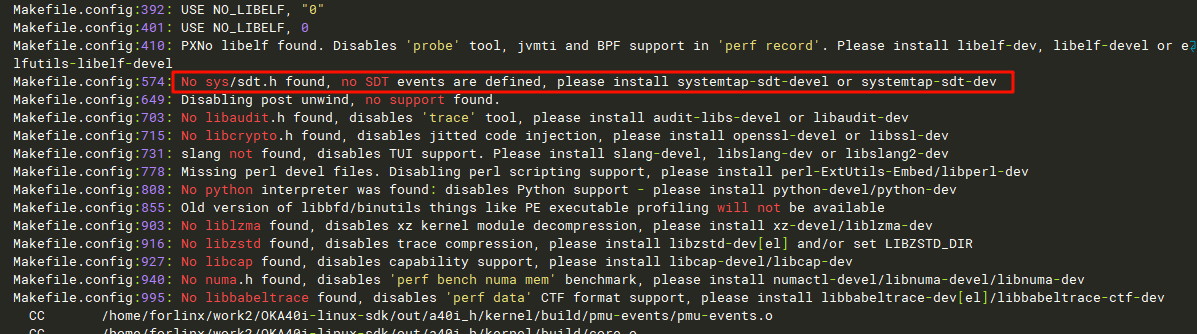 Makefile.config:392: USE NO_LIBELF, "0"
Makefile.config:401: USE NO_LIBELF, 0
Makefile.config:410: PXNo libelf found. Disables 'probe' tool, jvmti and BPF support in 'perf record'. Please install libelf-dev, libelf-devel or e
lfutils-libelf-devel
Makefile.config:574: No sys/sdt.h found, no SDT events are defined, please install systemtap-sdt-devel or systemtap-sdt-dev
Makefile.config:649: Disabling post unwind, no support found.
Makefile.config:703: No libaudit.h found, disables 'trace' tool, please install audit-libs-devel or libaudit-dev
Makefile.config:715: No libcrypto.h found, disables jitted code injection, please install openssl-devel or libssl-dev
Makefile.config:731: slang not found, disables TUI support. Please install slang-devel, libslang-dev or libslang2-dev
Makefile.config:778: Missing perl devel files. Disabling perl scripting support, please install perl-ExtUtils-Embed/libperl-dev
Makefile.config:808: No python interpreter was found: disables Python support - please install python-devel/python-dev
Makefile.config:855: Old version of libbfd/binutils things like PE executable profiling will not be available
Makefile.config:903: No liblzma found, disables xz kernel module decompression, please install xz-devel/liblzma-dev
Makefile.config:916: No libzstd found, disables trace compression, please install libzstd-dev[el] and/or set LIBZSTD_DIR
Makefile.config:927: No libcap found, disables capability support, please install libcap-devel/libcap-dev
Makefile.config:940: No numa.h found, disables 'perf bench numa mem' benchmark, please install numactl-devel/libnuma-devel/libnuma-dev
Makefile.config:995: No libbabeltrace found, disables 'perf data' CTF format support, please install libbabeltrace-dev[el]/libbabeltrace-ctf-dev
CC /home/forlinx/work2/OKA40i-linux-sdk/out/a40i_h/kernel/build/pmu-events/pmu-events.o
CC /home/forlinx/work2/OKA40i-linux-sdk/out/a40i_h/kernel/build/core.o